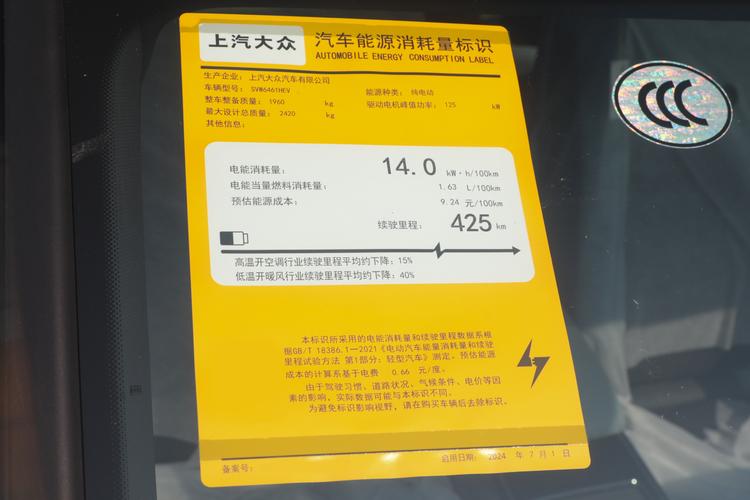 上汽大众 汽车能源消耗量标识
AUTOMOBILE ENERGY CONSUMPTION LABEL
生产企业：上汽大众汽车有限公司
车辆型号：SVW6461HEV 能源种类：纯电动
整车整备质量：1960 kg 驱动电机峰值功率：125 kW
最大设计总质量：2420 kg
其他信息：
电能消耗量：14.0 kW·h/100km
电能当量燃料消耗量：1.63 L/100km
预估能源成本：9.24 元/100km
续驶里程：425 km
高温开空调行业续驶里程平均约下降：15%
低温开暖风行业续驶里程平均约下降：40%
本标识所采用的电能消耗量和续驶里程数据系根
据GB/T 18386.1—2021《电动汽车能量消耗量和续驶
里程试验方法 第1部分：轻型汽车》测定。预估能源
成本的计算系基于电费 0.66 元/度。
由于驾驶习惯、道路状况、气候条件、电价等因
素的影响，实际数据可能与本标识不同。
为避免标识影响视野，请在购买车辆后去除标识。
备案号： 启用日期：2024 年 7 月 1 日
CCC